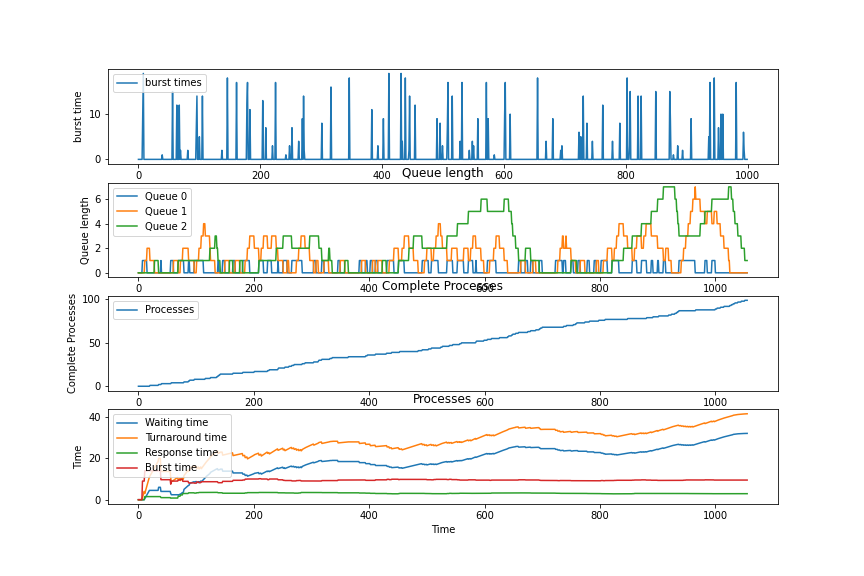 burst times
burst time
10
0
0 200 400 600 800 1000
Queue length
Queue 0
Queue 1
Queue 2
Queue length
6
4
2
0
0 200 400 600 800 1000
Complete Processes
Processes
Complete Processes
100
50
0
0 200 400 600 800 1000
Processes
Waiting time
Turnaround time
Response time
Burst time
Time
40
20
0
0 200 400 600 800 1000
Time